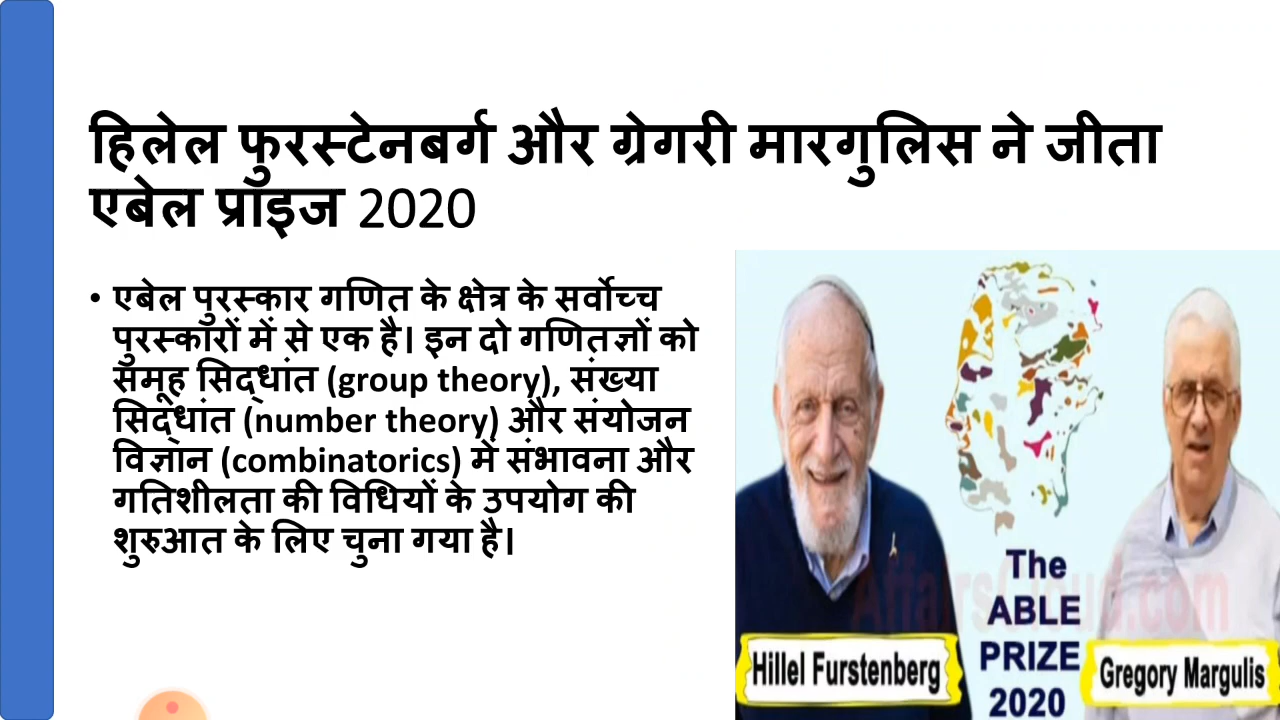 हिलेल फुरस्टेनबर्ग और ग्रेगरी मारगुलिस ने जीता
एबेल प्राइज 2020
• एबेल पुरस्कार गणित के क्षेत्र के सर्वोच्च
पुरस्कारों में से एक है। इन दो गणितज्ञों को
समूह सिद्धांत (group theory), संख्या
सिद्धांत (number theory) और संयोजन
विज्ञान (combinatorics) में संभावना और
गतिशीलता की विधियों के उपयोग की
शुरुआत के लिए चुना गया है।
The
ABLE
PRIZE
2020
AffairsCloud.com
Hillel Furstenberg
Gregory Margulis